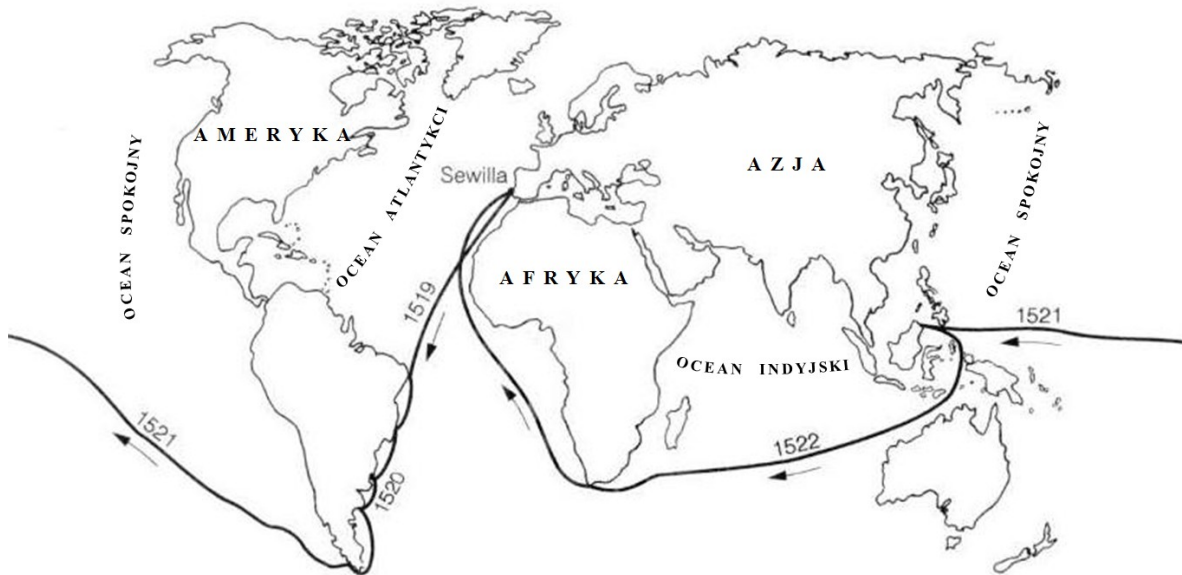 AMERYKA
OCEAN SPOKOJNY
OCEAN ATLANTYKCI
Sewilla
AZJA
OCEAN SPOKOJNY
AFRYKA
1519
1521
OCEAN INDYJSKI
1521
1522
1520